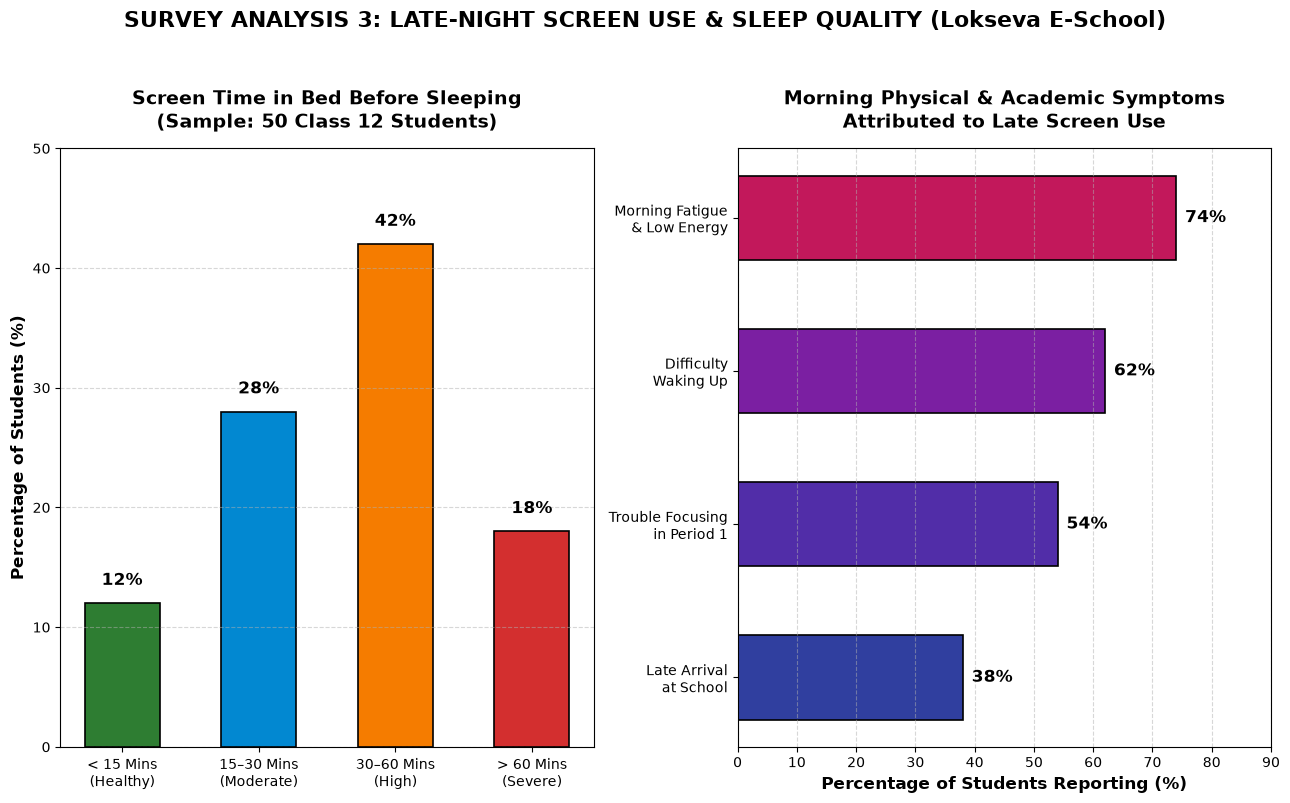 SURVEY ANALYSIS 3: LATE-NIGHT SCREEN USE & SLEEP QUALITY (Lokseva E-School)
Screen Time in Bed Before Sleeping
(Sample: 50 Class 12 Students)
Percentage of Students (%)
50
40
30
20
10
0
12%
28%
42%
18%
< 15 Mins
(Healthy)
15–30 Mins
(Moderate)
30–60 Mins
(High)
> 60 Mins
(Severe)
Morning Physical & Academic Symptoms
Attributed to Late Screen Use
Morning Fatigue
& Low Energy
74%
Difficulty
Waking Up
62%
Trouble Focusing
in Period 1
54%
Late Arrival
at School
38%
0
10
20
30
40
50
60
70
80
90
Percentage of Students Reporting (%)